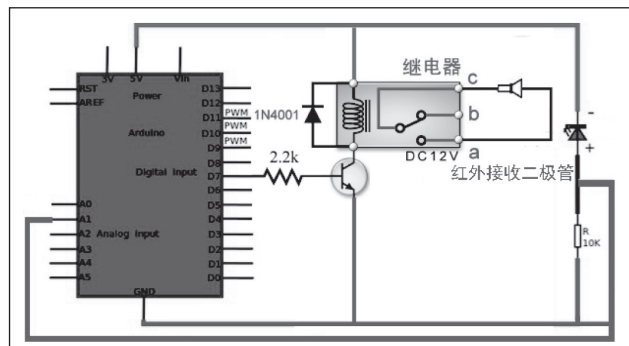 3V
5V
Vin
RST
AREF
Power
D13
D12
PWM D11
PWM D10
PWM D9
Arduino
D8
Digital Input
D7
D6
D5
D4
D3
D2
D1
D0
A0
A1
A2
A3
A4
A5
Analog Input
GND
2.2k
1N4001
继电器
c
b
a
DC12V
-
+
红外接收二极管
R
10K